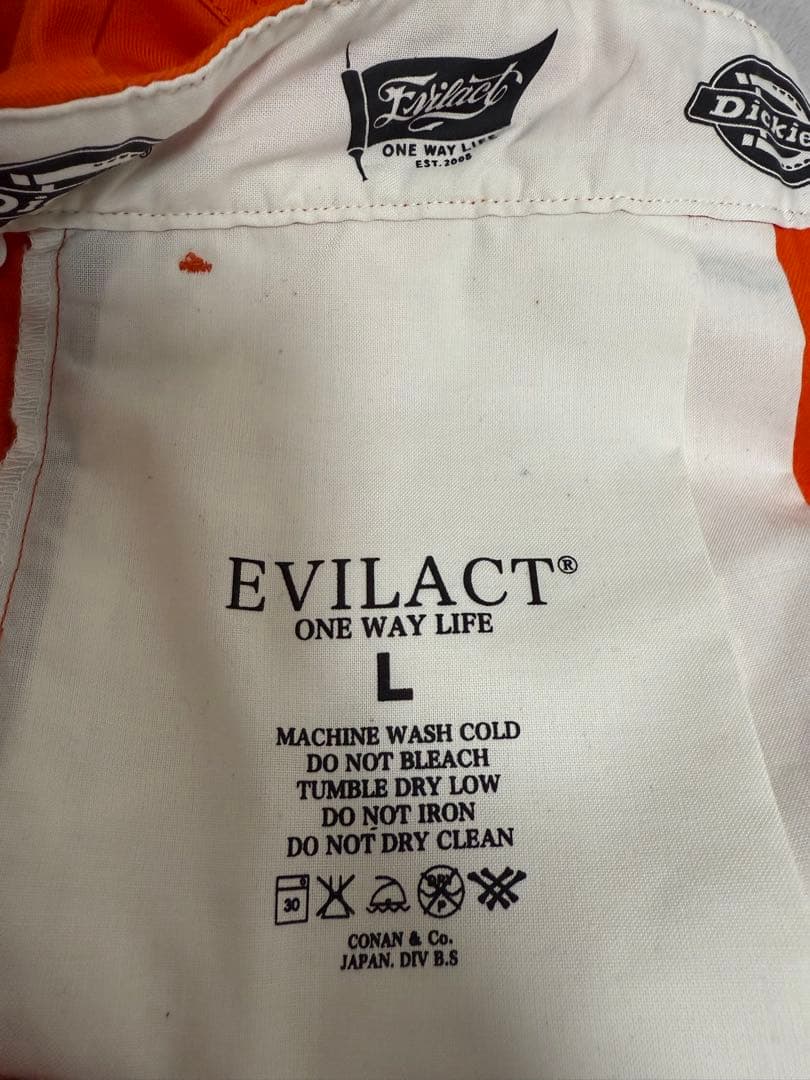 Evilact
ONE WAY LIFE
EST. 2005
Dickie
EVILACT®
ONE WAY LIFE
L
MACHINE WASH COLD
DO NOT BLEACH
TUMBLE DRY LOW
DO NOT IRON
DO NOT DRY CLEAN
30
DRY
P
CONAN & Co.
JAPAN. DIV B.S